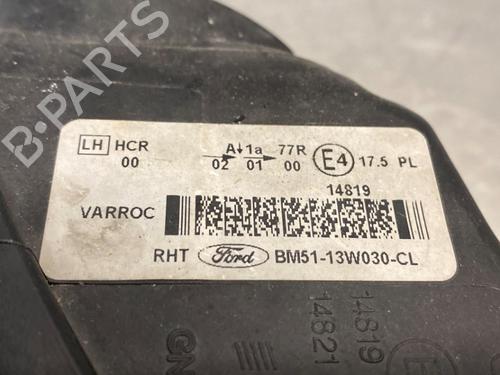 B-PARTS
LH HCR A↓1a 77R E4 17.5 PL
00 02 01 00
14819
VARROC
RHT Ford BM51-13W030-CL
14819
14821